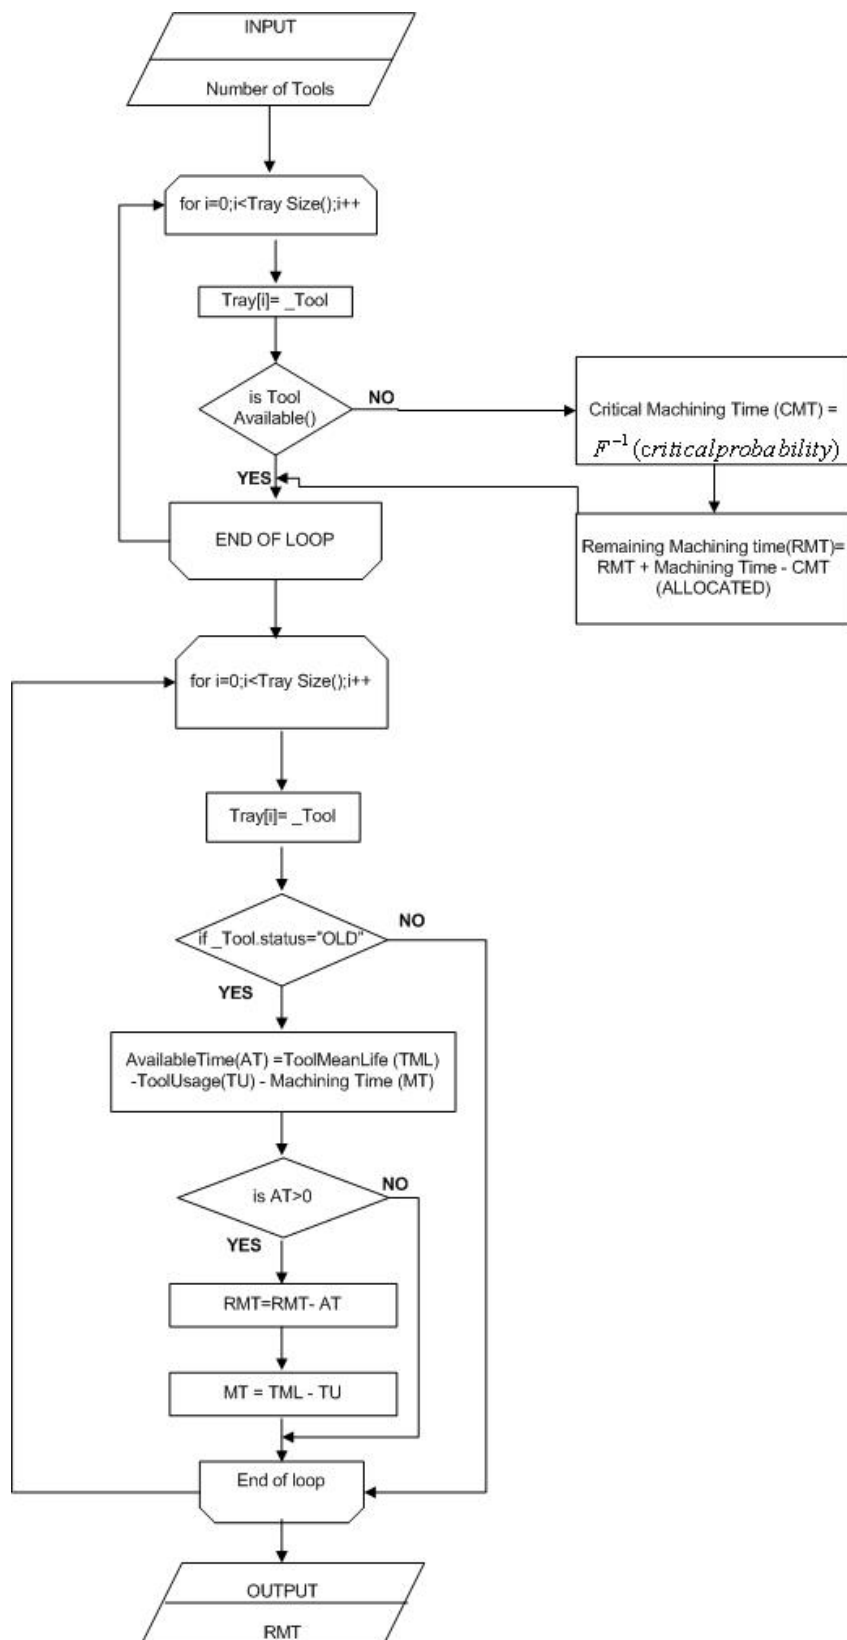 INPUT
Number of Tools
for i=0;i<Tray Size();i++
Tray[i]= _Tool
is Tool
Available()
NO
YES
Critical Machining Time (CMT) =
F⁻¹(criticalprobability)
Remaining Machining time(RMT)=
RMT + Machining Time - CMT
(ALLOCATED)
END OF LOOP
for i=0;i<Tray Size();i++
Tray[i]= _Tool
if _Tool.status="OLD"
NO
YES
AvailableTime(AT) =ToolMeanLife (TML)
-ToolUsage(TU) - Machining Time (MT)
is AT>0
NO
YES
RMT=RMT- AT
MT = TML - TU
End of loop
OUTPUT
RMT